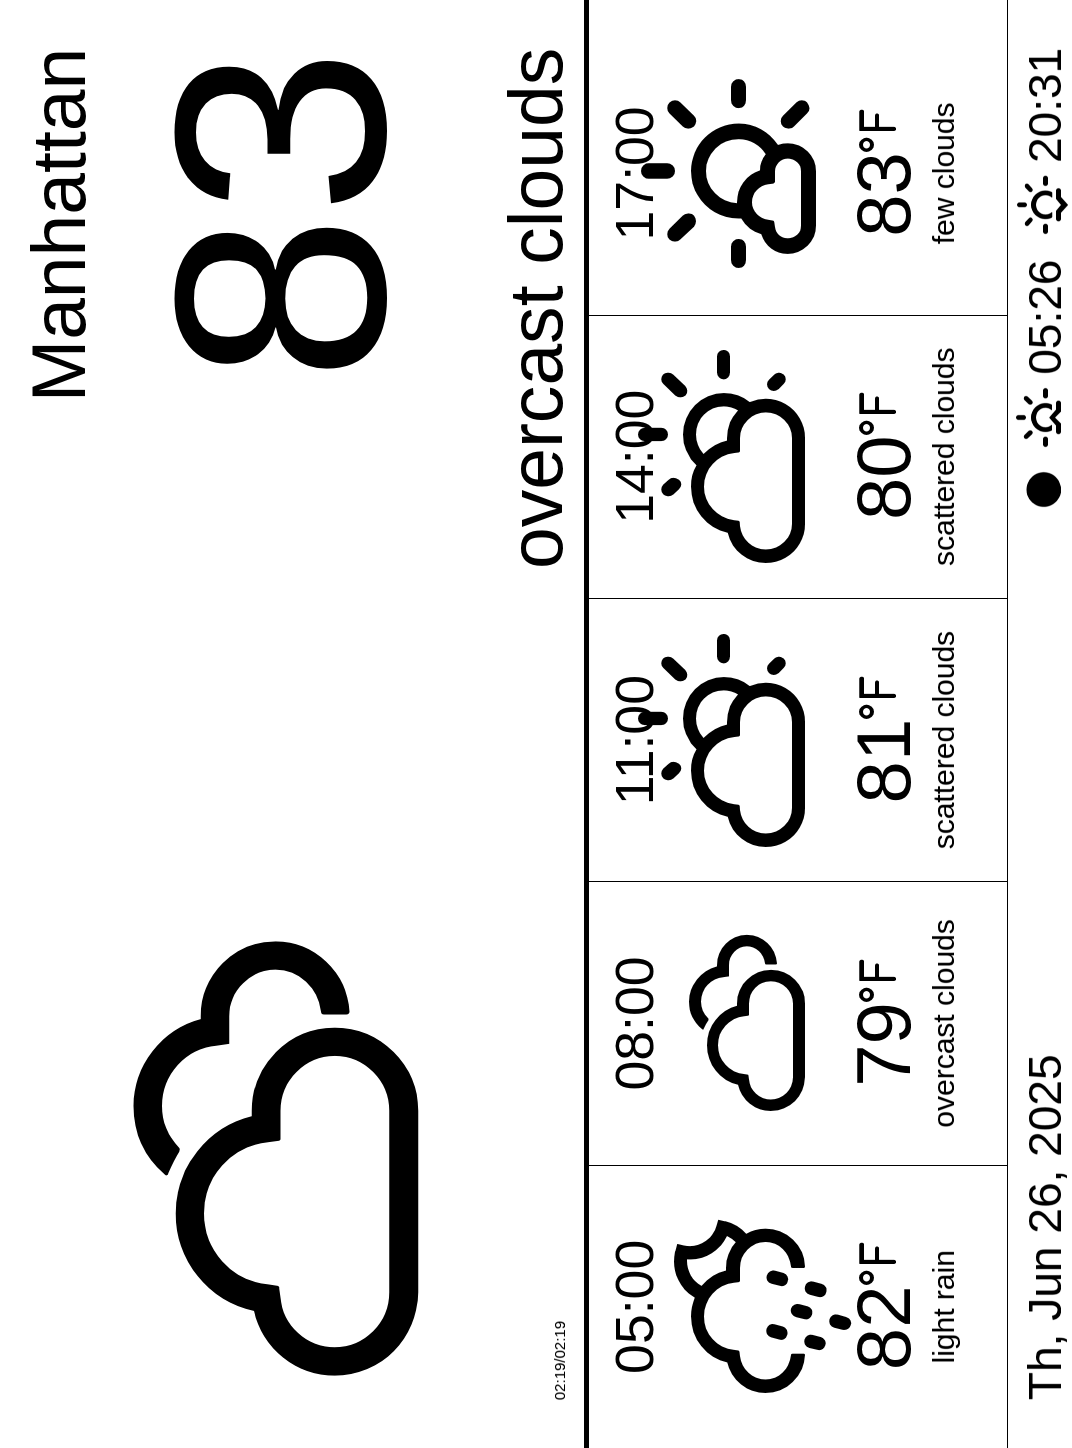 Manhattan
83
overcast clouds
02:19/02:19
05:00
82°F
light rain
08:00
79°F
overcast clouds
11:00
81°F
scattered clouds
14:00
80°F
scattered clouds
17:00
83°F
few clouds
Th, Jun 26, 2025
05:26 20:31